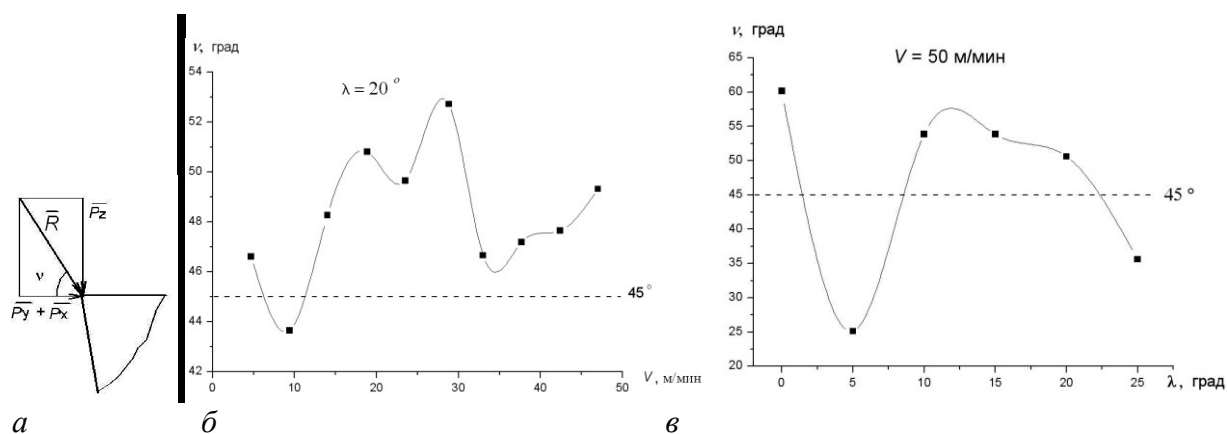 P̅z
R̅
ν
P̅y + P̅x
а
ν, град
λ = 20 °
54
52
50
48
46
44
42
45°
0
10
20
30
40
50
V , м/мин
б
ν, град
V = 50 м/мин
65
60
55
50
45
40
35
30
25
20
45 °
0
5
10
15
20
25
λ, град
в